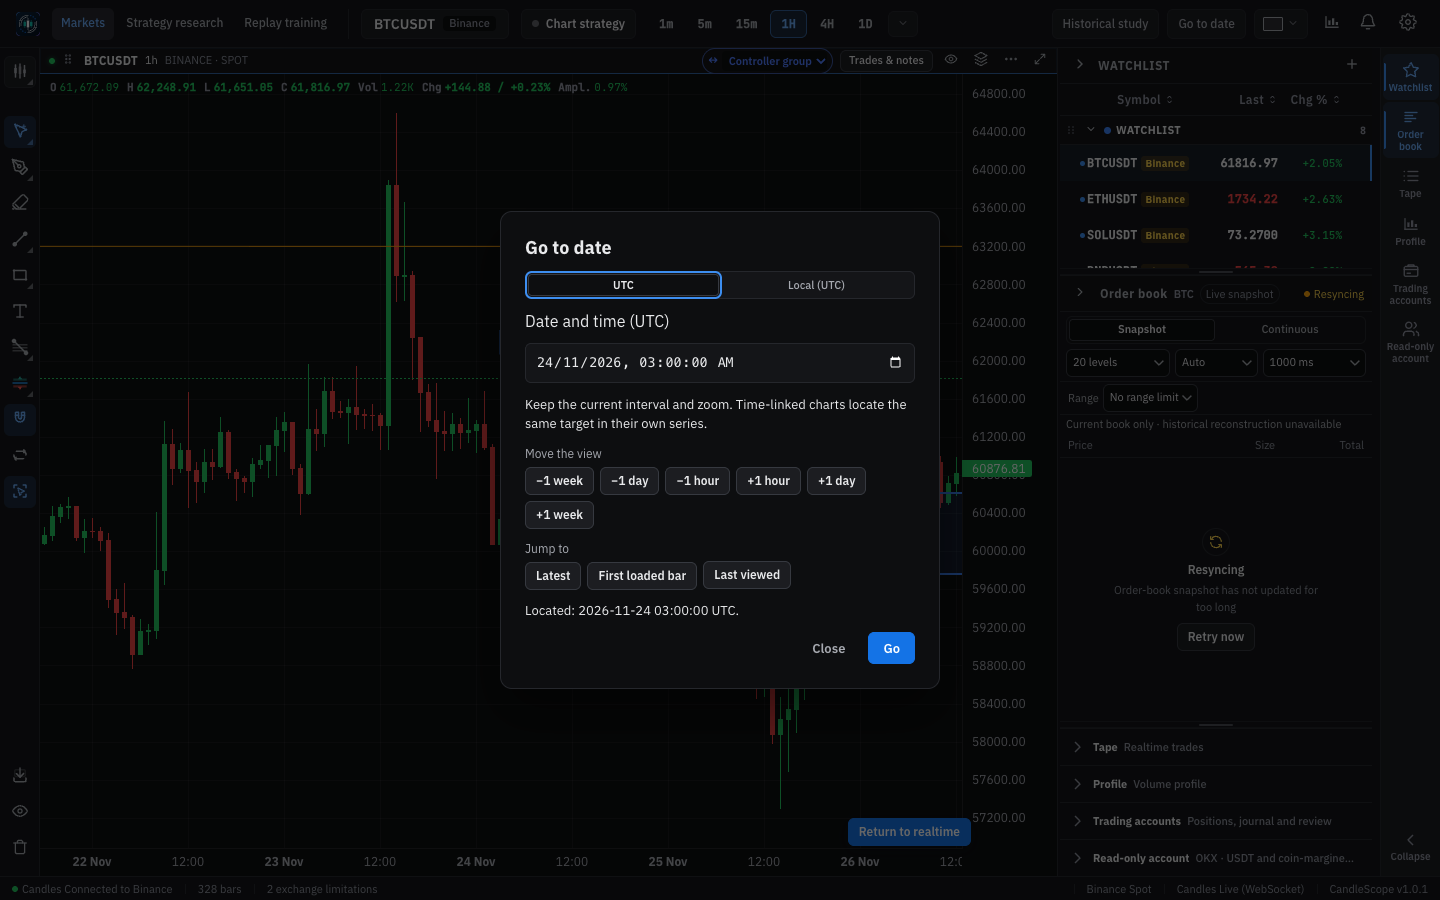 Markets
Strategy research
Replay training
BTCUSDT Binance
Chart strategy
1m 5m 15m 1H 4H 1D
Historical study
Go to date
BTCUSDT 1h BINANCE · SPOT
Controller group
Trades & notes
O 61,672.09 H 62,248.91 L 61,651.05 C 61,816.97 Vol 1.22K Chg +144.88 / +0.23% Ampl. 0.97%
64800.00
64400.00
64000.00
63600.00
63200.00
62800.00
62400.00
62000.00
61600.00
61200.00
60876.81
60400.00
60000.00
59600.00
59200.00
58800.00
58400.00
58000.00
57600.00
57200.00
Go to date
UTC
Local (UTC)
Date and time (UTC)
24/11/2026, 03:00:00 AM
Keep the current interval and zoom. Time-linked charts locate the
same target in their own series.
Move the view
−1 week −1 day −1 hour +1 hour +1 day
+1 week
Jump to
Latest First loaded bar Last viewed
Located: 2026-11-24 03:00:00 UTC.
Close Go
Return to realtime
22 Nov 12:00 23 Nov 12:00 24 Nov 12:00 25 Nov 12:00 26 Nov
WATCHLIST
Symbol Last Chg %
WATCHLIST 8
BTCUSDT Binance 61816.97 +2.05%
ETHUSDT Binance 1734.22 +2.63%
SOLUSDT Binance 73.2700 +3.15%
Order book BTC Live snapshot Resyncing
Snapshot Continuous
20 levels Auto 1000 ms
Range No range limit
Current book only · historical reconstruction unavailable
Price Size Total
Resyncing
Order-book snapshot has not updated for
too long
Retry now
Tape Realtime trades
Profile Volume profile
Trading accounts Positions, journal and review
Read-only account OKX · USDT and coin-margine...
Watchlist
Order
book
Tape
Profile
Trading
accounts
Read-only
account
Collapse
Candles Connected to Binance
328 bars
2 exchange limitations
Binance Spot
Candles Live (WebSocket)
CandleScope v1.0.1